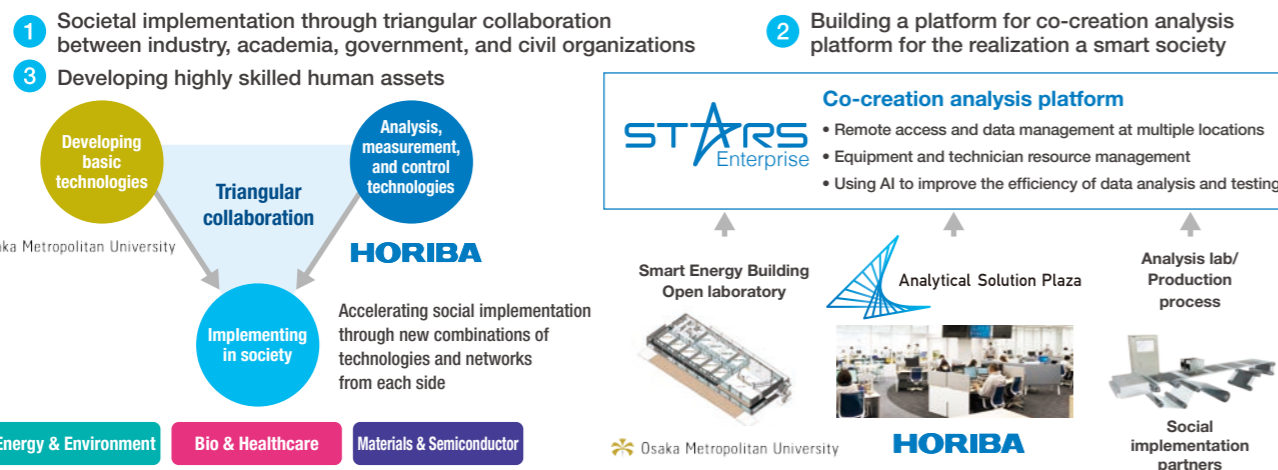 1 Societal implementation through triangular collaboration
between industry, academia, government, and civil organizations
3 Developing highly skilled human assets
Developing
basic
technologies
Triangular
collaboration
Analysis,
measurement,
and control
technologies
aka Metropolitan University
HORIBA
Implementing
in society
Accelerating social implementation
through new combinations of
technologies and networks
from each side
Energy & Environment
Bio & Healthcare
Materials & Semiconductor
2 Building a platform for co-creation analysis
platform for the realization a smart society
STARS
Enterprise
Co-creation analysis platform
• Remote access and data management at multiple locations
• Equipment and technician resource management
• Using AI to improve the efficiency of data analysis and testing
Smart Energy Building
Open laboratory
Osaka Metropolitan University
Analytical Solution Plaza
HORIBA
Analysis lab/
Production
process
Social
implementation
partners